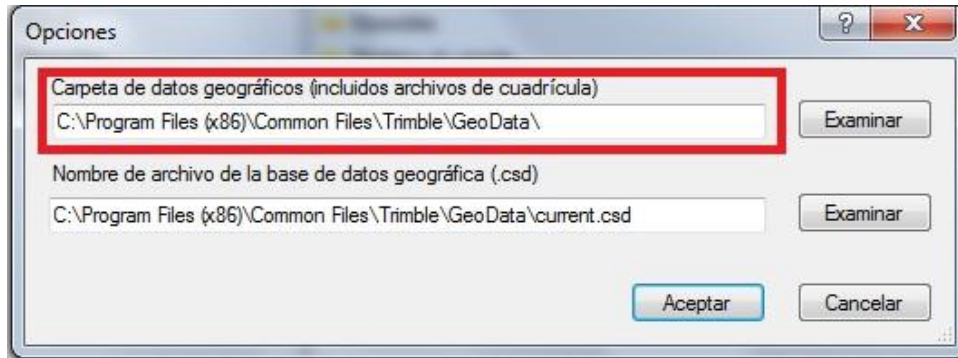 Opciones
?
X
Carpeta de datos geográficos (incluidos archivos de cuadrícula)
C:\Program Files (x86)\Common Files\Trimble\GeoData\
Examinar
Nombre de archivo de la base de datos geográfica (.csd)
C:\Program Files (x86)\Common Files\Trimble\GeoData\current.csd
Examinar
Aceptar
Cancelar